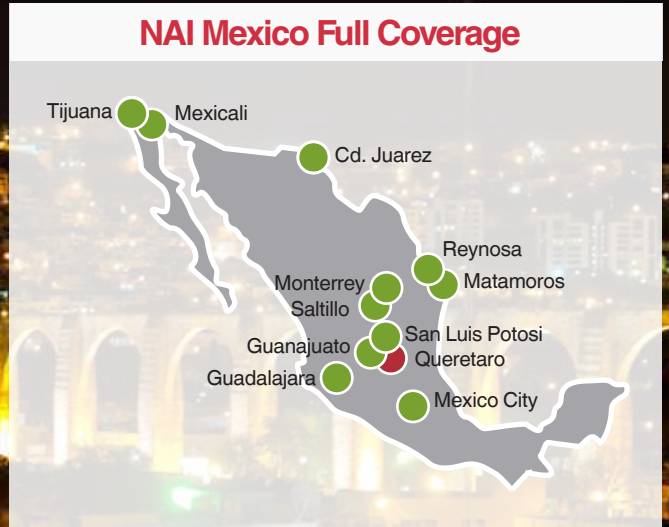 NAI Mexico Full Coverage
Tijuana
Mexicali
Cd. Juarez
Reynosa
Monterrey
Matamoros
Saltillo
San Luis Potosi
Guanajuato
Queretaro
Guadalajara
Mexico City